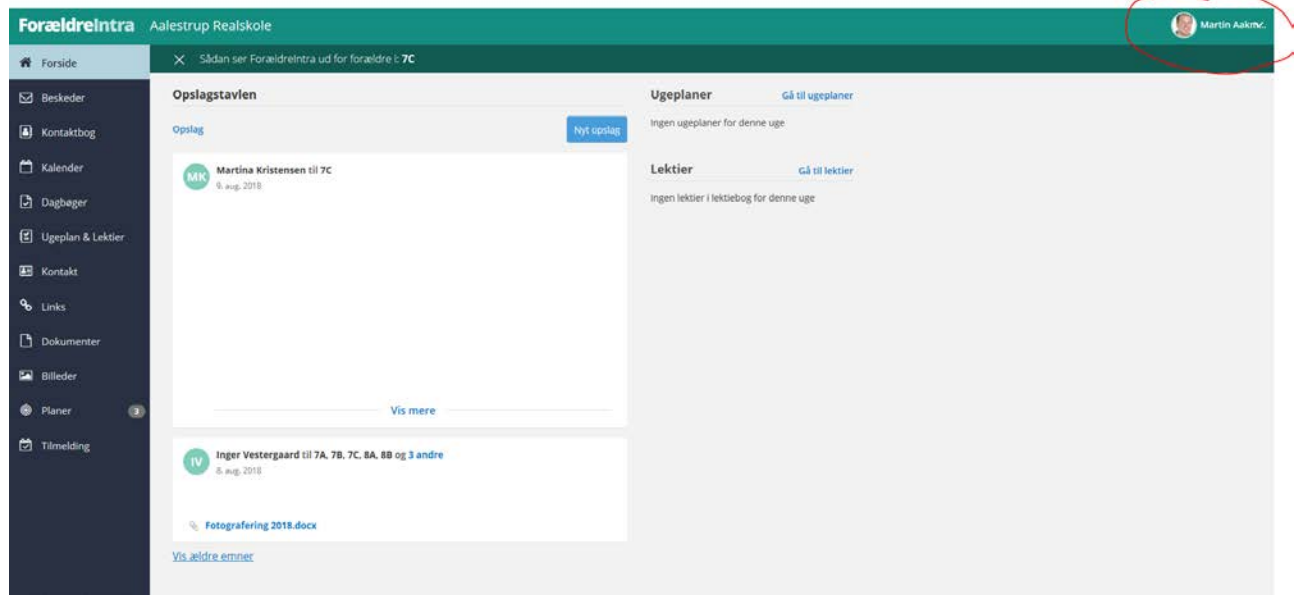 ForældreIntra Aalestrup Realskole
Martin Aakmr.
Forside
Beskeder
Kontaktbog
Kalender
Dagbøger
Ugeplan & Lektier
Kontakt
Links
Dokumenter
Billeder
Planer 3
Tilmelding
Sådan ser ForældreIntra ud for forældre i: 7C
Opslagstavlen
Opslag
Nyt opslag
MK
Martina Kristensen til 7C
9. aug. 2018
Vis mere
IV
Inger Vestergaard til 7A, 7B, 7C, 8A, 8B og 3 andre
8. aug. 2018
Fotografering 2018.docx
Vis ældre emner
Ugeplaner Gå til ugeplaner
Ingen ugeplaner for denne uge
Lektier Gå til lektier
Ingen lektier i lektiebog for denne uge